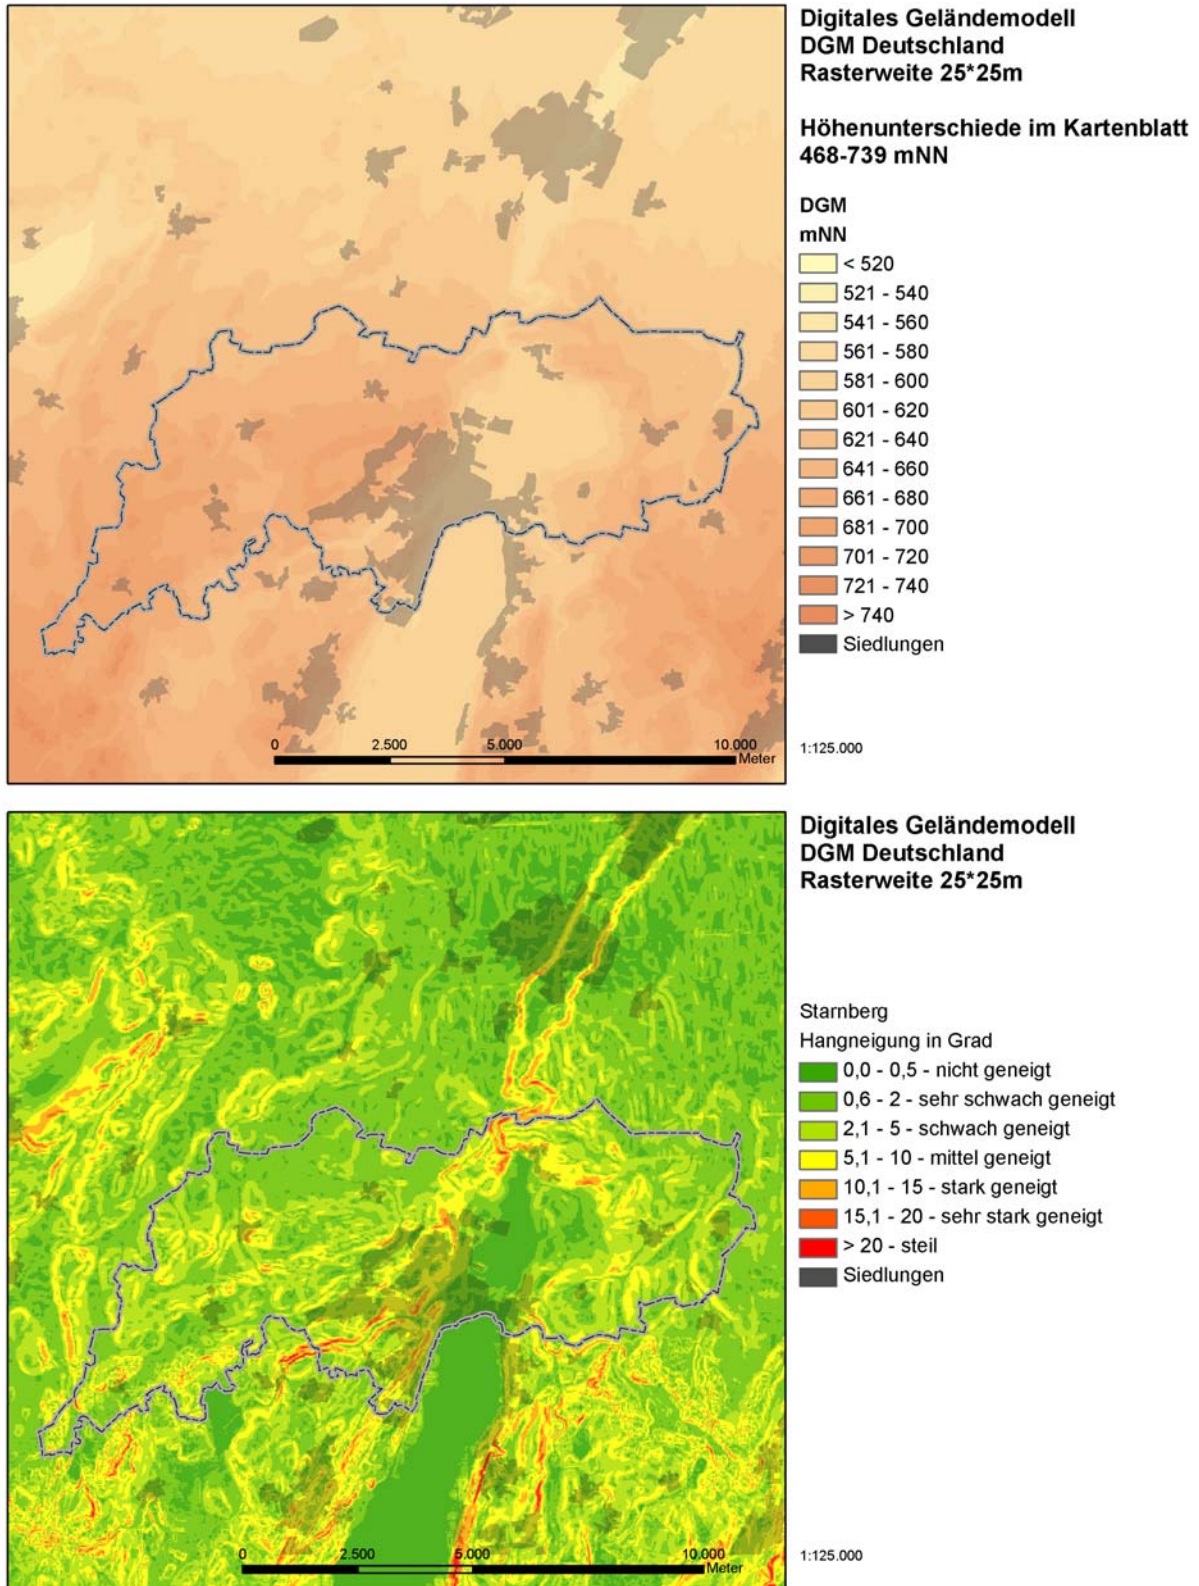 Digitales Geländemodell
DGM Deutschland
Rasterweite 25*25m
Höhenunterschiede im Kartenblatt
468-739 mNN
DGM
mNN
< 520
521 - 540
541 - 560
561 - 580
581 - 600
601 - 620
621 - 640
641 - 660
661 - 680
681 - 700
701 - 720
721 - 740
> 740
Siedlungen
0 2.500 5.000 10.000
Meter
1:125.000
Digitales Geländemodell
DGM Deutschland
Rasterweite 25*25m
Starnberg
Hangneigung in Grad
0,0 - 0,5 - nicht geneigt
0,6 - 2 - sehr schwach geneigt
2,1 - 5 - schwach geneigt
5,1 - 10 - mittel geneigt
10,1 - 15 - stark geneigt
15,1 - 20 - sehr stark geneigt
> 20 - steil
Siedlungen
0 2.500 5.000 10.000
Meter
1:125.000